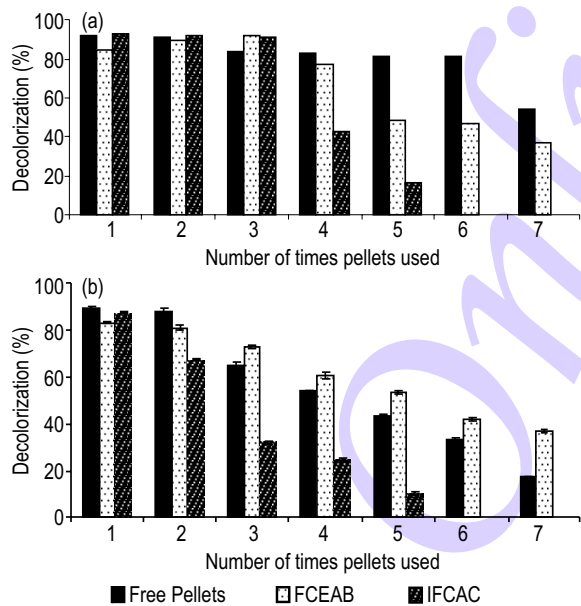 (a)
Decolorization (%)
100
80
60
40
20
0
1 2 3 4 5 6 7
Number of times pellets used
(b)
Decolorization (%)
100
80
60
40
20
0
1 2 3 4 5 6 7
Number of times pellets used
Free Pellets FCEAB IFCAC